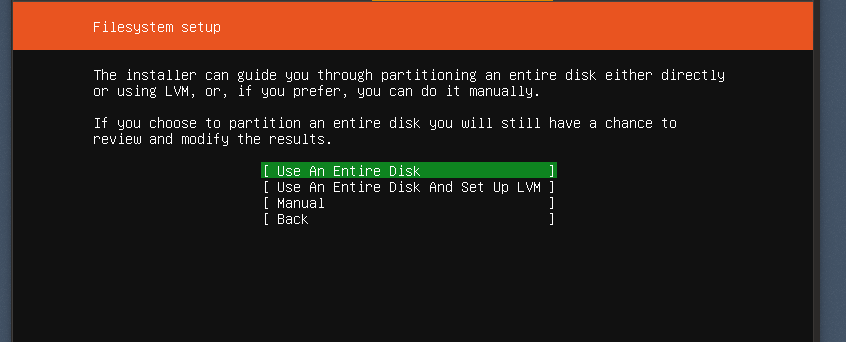 Filesystem setup
The installer can guide you through partitioning an entire disk either directly
or using LVM, or, if you prefer, you can do it manually.
If you choose to partition an entire disk you will still have a chance to
review and modify the results.
[ Use An Entire Disk ]
[ Use An Entire Disk And Set Up LVM ]
[ Manual ]
[ Back ]